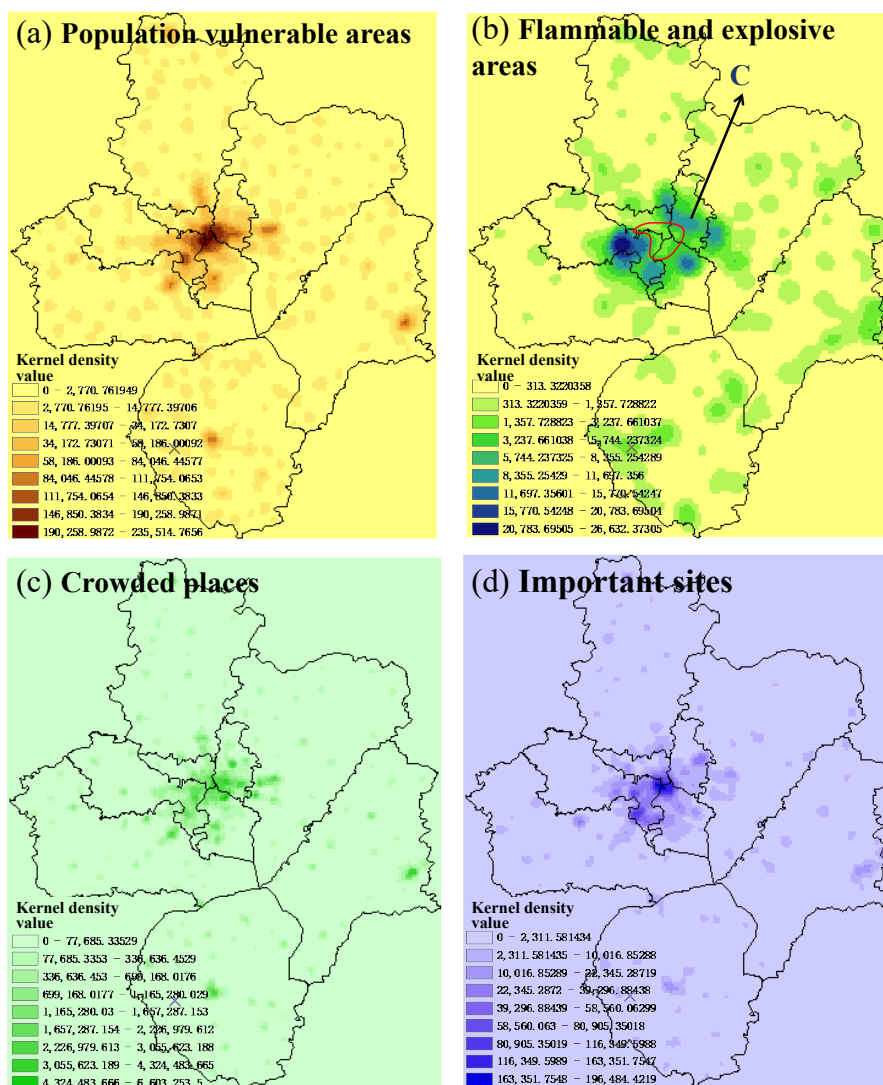 (a) Population vulnerable areas
Kernel density
value
0 - 2,770.761949
2,770.76195 - 14,777.39706
14,777.39707 - 34,172.7307
34,172.73071 - 58,186.00092
58,186.00093 - 84,046.44577
84,046.44578 - 111,754.0653
111,754.0654 - 146,850.3833
146,850.3834 - 190,258.9871
190,258.9872 - 235,514.7656
(b) Flammable and explosive
areas
C
Kernel density
value
0 - 313.3220358
313.3220359 - 1,357.728822
1,357.728823 - 3,237.661037
3,237.661038 - 5,744.237324
5,744.237325 - 8,355.254289
8,355.25429 - 11,697.356
11,697.35601 - 15,770.54247
15,770.54248 - 20,783.69504
20,783.69505 - 26,632.37305
(c) Crowded places
Kernel density
value
0 - 77,685.33529
77,685.3353 - 336,636.4529
336,636.453 - 699,168.0176
699,168.0177 - 1,165,280.029
1,165,280.03 - 1,657,287.153
1,657,287.154 - 2,226,979.612
2,226,979.613 - 3,055,623.188
3,055,623.189 - 4,324,483.665
4,324,483.666 - 6,603,253.5
(d) Important sites
Kernel density
value
0 - 2,311.581434
2,311.581435 - 10,016.85288
10,016.85289 - 22,345.28719
22,345.2872 - 39,296.88438
39,296.88439 - 58,560.06299
58,560.063 - 80,905.35018
80,905.35019 - 116,349.5988
116,349.5989 - 163,351.7547
163,351.7548 - 196,484.4219